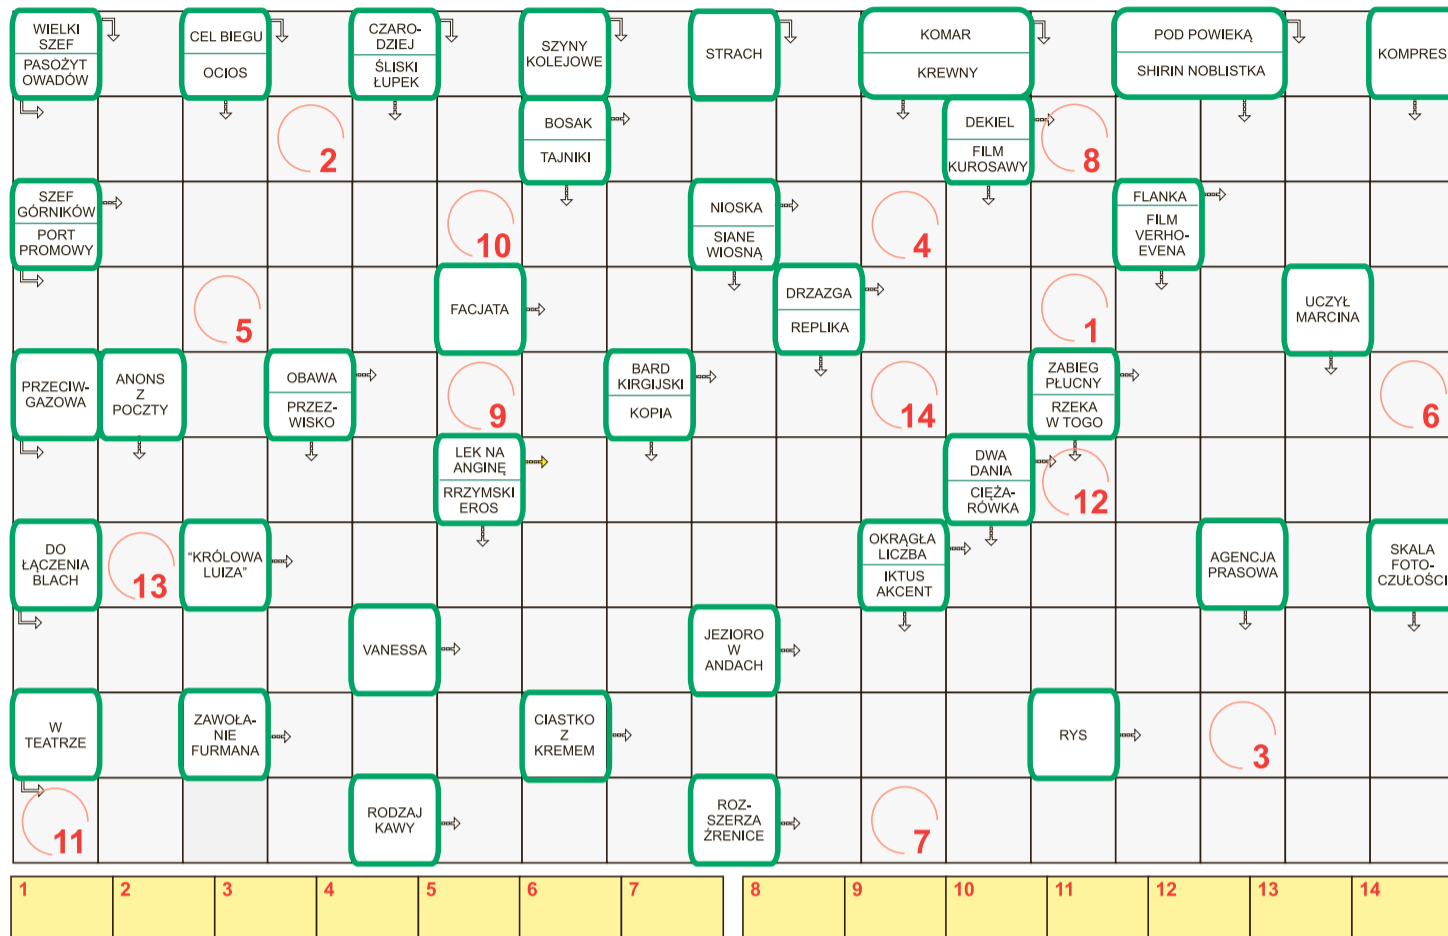 WIELKI
SZEF
PASOŻYT
OWADÓW
CEL BIEGU
OCIOS
CZARO-
DZIEJ
ŚLISKI
ŁUPEK
SZYNY
KOLEJOWE
STRACH
KOMAR
KREWNY
POD POWIEKĄ
SHIRIN NOBLISTKA
KOMPRES
2
BOSAK
TAJNIKI
DEKIEL
FILM
KUROSAWY
8
SZEF
GÓRNIKÓW
PORT
PROMOWY
10
NIOSKA
SIANE
WIOSNĄ
4
FLANKA
FILM
VERHO-
EVENA
5
FACJATA
DRZAZGA
REPLIKA
1
UCZYŁ
MARCINA
PRZECIW-
GAZOWA
ANONS
Z
POCZTY
OBAWA
PRZEZ-
WISKO
9
BARD
KIRGIJSKI
KOPIA
14
ZABIEG
PŁUCNY
RZEKA
W TOGO
6
LEK NA
ANGINĘ
RRZYMSKI
EROS
DWA
DANIA
CIĘŻA-
RÓWKA
12
DO
ŁĄCZENIA
BLACH
13
"KRÓLOWA
LUIZA"
OKRĄGŁA
LICZBA
IKTUS
AKCENT
AGENCJA
PRASOWA
SKALA
FOTO-
CZUŁOŚCI
VANESSA
JEZIORO
W
ANDACH
W
TEATRZE
ZAWOŁA-
NIE
FURMANA
CIASTKO
Z
KREMEM
RYS
3
11
RODZAJ
KAWY
ROZ-
SZERZA
ŹRENICE
7
1 2 3 4 5 6 7 8 9 10 11 12 13 14